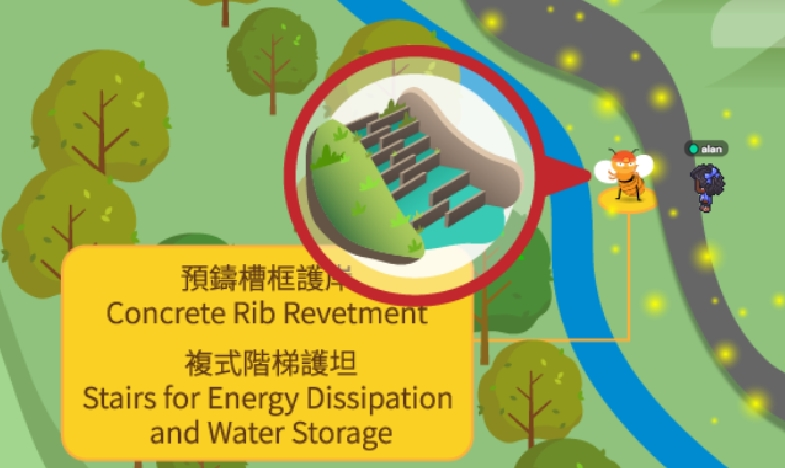 alan
預鑄槽框護岸
Concrete Rib Revetment
複式階梯護坦
Stairs for Energy Dissipation
and Water Storage